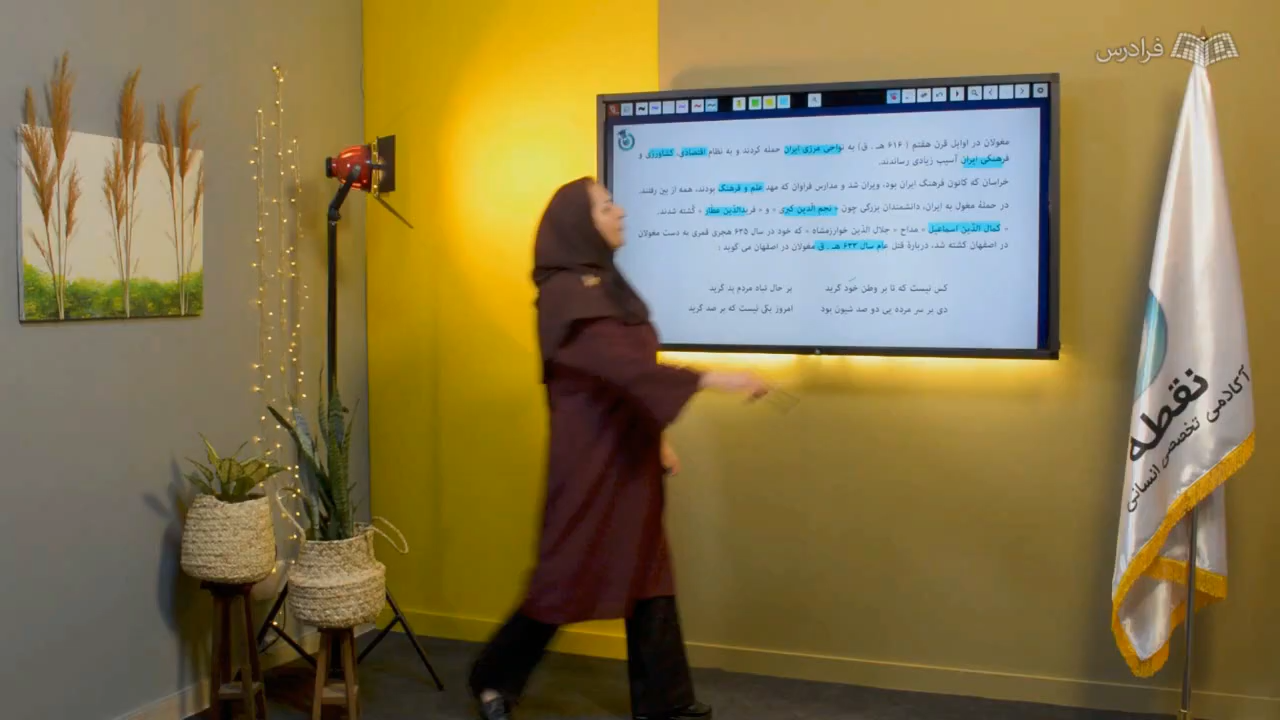 فرادرس
مغولان در اوایل قرن هفتم ( ۶۱۶ هـ . ق) به نواحی مرزی ایران حمله کردند و به نظام اقتصادی، کشاورزی و
فرهنگی ایران آسیب زیادی رساندند.
خراسان که کانون فرهنگ ایران بود، ویران شد و مدارس فراوان که مهد علم و فرهنگ بودند، همه از بین رفتند.
در حملهٔ مغول به ایران، دانشمندان بزرگی چون « نجم الدین کبری » و « فریدالدین عطار » کُشته شدند.
« کمال الدّین اسماعیل » مداح « جلال الدّین خوارزمشاه » که خود در سال ۶۳۵ هجری قمری به دست مغولان
در اصفهان کشته شد، دربارهٔ قتل عام سال ۶۳۳ هـ . ق مغولان در اصفهان می گوید :
کس نیست که تا بر وطن خود گرید بر حال تباه مردم بد گرید
دی بر سر مرده یی دو صد شیون بود امروز یکی نیست که بر صد گرید
نقطه
آکادمی تخصصی انسانی